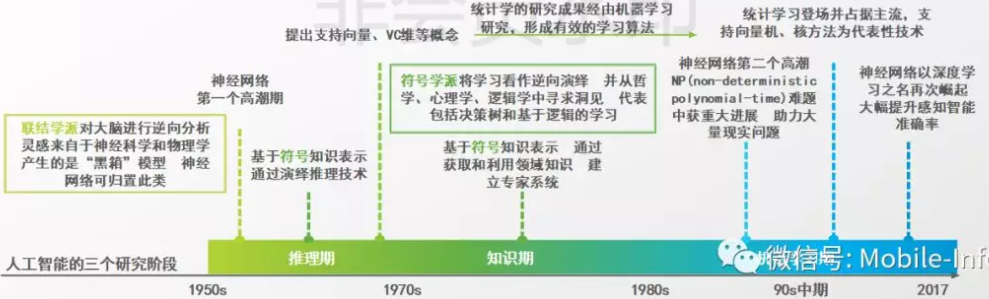 统计学的研究成果经由机器学习
研究，形成有效的学习算法
提出支持向量、VC维等概念
统计学习登场并占据主流，支
持向量机、核方法为代表性技术
神经网络
第一个高潮期
符号学派将学习看作逆向演绎 并从哲
学、心理学、逻辑学中寻求洞见 代表
包括决策树和基于逻辑的学习
神经网络第二个高潮
NP(non-deterministic
polynomial-time)难题
中获重大进展 助力大
量现实问题
神经网络以深度学
习之名再次崛起
大幅提升感知智能
准确率
联结学派对大脑进行逆向分析
灵感来自于神经科学和物理学
产生的是“黑箱”模型 神经
网络可归置此类
基于符号知识表示
通过演绎推理技术
基于符号知识表示 通过
获取和利用领域知识 建
立专家系统
人工智能的三个研究阶段
推理期
知识期
微信号: Mobile-Info
1950s
1970s
1980s
90s中期
2017